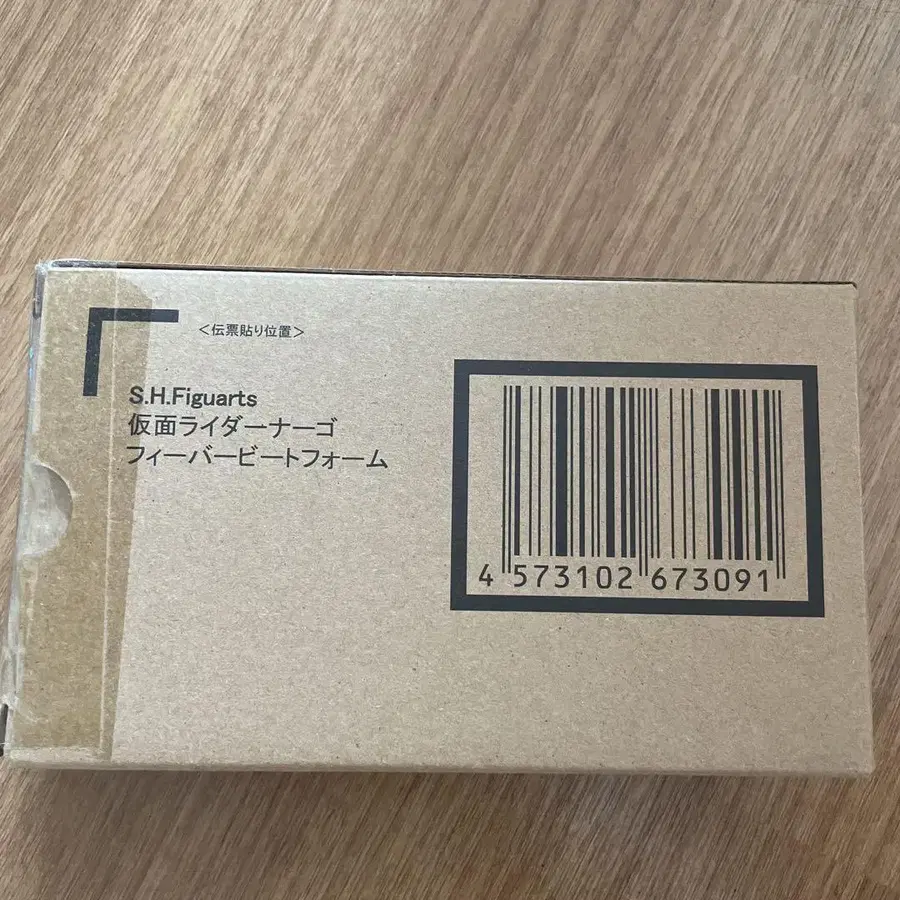 <伝票貼り位置>
S.H.Figuarts
仮面ライダーナーゴ
フィーバービートフォーム
4 573102 673091